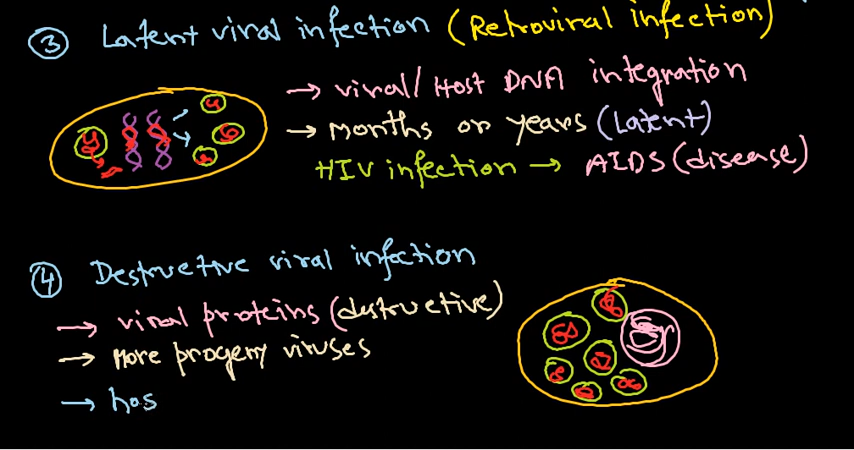 ③ Latent viral infection (Retroviral infection)
→ viral/Host DNA integration
→ months or years (Latent)
HIV infection → AIDS (disease)
④ Destructive viral infection
→ viral proteins (destructive)
→ More progeny viruses
→ hos